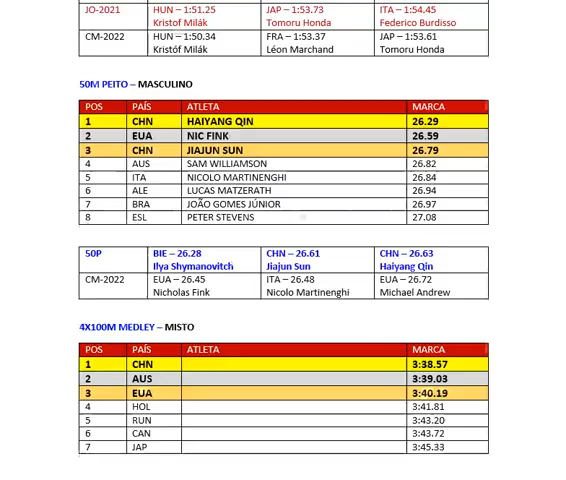 JO-2021 HUN – 1:51.25 JAP – 1:53.73 ITA – 1:54.45
Kristof Milák Tomoru Honda Federico Burdisso
CM-2022 HUN – 1:50.34 FRA – 1:53.37 JAP – 1:53.61
Kristóf Milák Léon Marchand Tomoru Honda
50M PEITO – MASCULINO
POS PAÍS ATLETA MARCA
1 CHN HAIYANG QIN 26.29
2 EUA NIC FINK 26.59
3 CHN JIAJUN SUN 26.79
4 AUS SAM WILLIAMSON 26.82
5 ITA NICOLO MARTINENGHI 26.84
6 ALE LUCAS MATZERATH 26.94
7 BRA JOÃO GOMES JÚNIOR 26.97
8 ESL PETER STEVENS 27.08
50P BIE – 26.28 CHN – 26.61 CHN – 26.63
Ilya Shymanovitch Jiajun Sun Haiyang Qin
CM-2022 EUA – 26.45 ITA – 26.48 EUA – 26.72
Nicholas Fink Nicolo Martinenghi Michael Andrew
4X100M MEDLEY – MISTO
POS PAÍS ATLETA MARCA
1 CHN 3:38.57
2 AUS 3:39.03
3 EUA 3:40.19
4 HOL 3:41.81
5 RUN 3:43.20
6 CAN 3:43.72
7 JAP 3:45.33